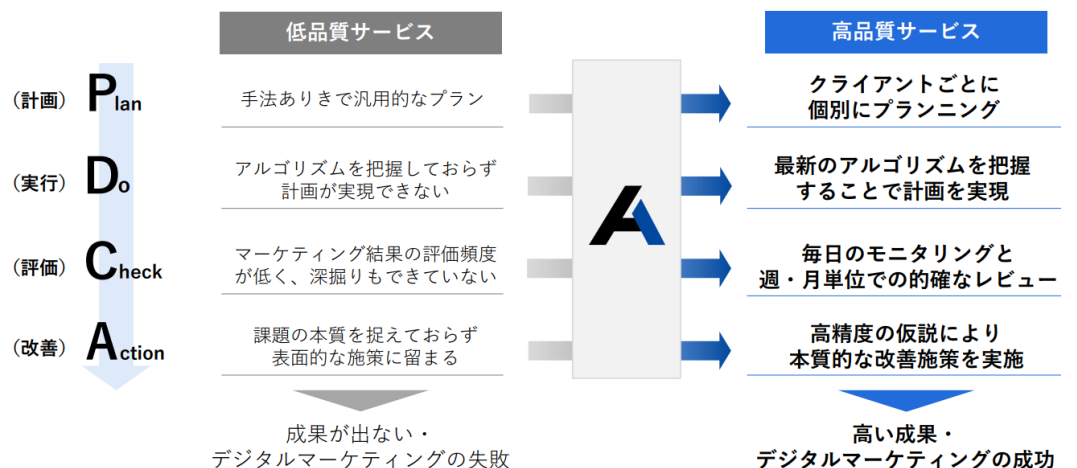 低品質サービス
高品質サービス
（計画） Plan
手法ありきで汎用的なプラン
クライアントごとに
個別にプランニング
（実行） Do
アルゴリズムを把握しておらず
計画が実現できない
最新のアルゴリズムを把握
することで計画を実現
（評価） Check
マーケティング結果の評価頻度
が低く、深掘りもできていない
毎日のモニタリングと
週・月単位での的確なレビュー
（改善） Action
課題の本質を捉えておらず
表面的な施策に留まる
高精度の仮説により
本質的な改善施策を実施
成果が出ない・
デジタルマーケティングの失敗
高い成果・
デジタルマーケティングの成功